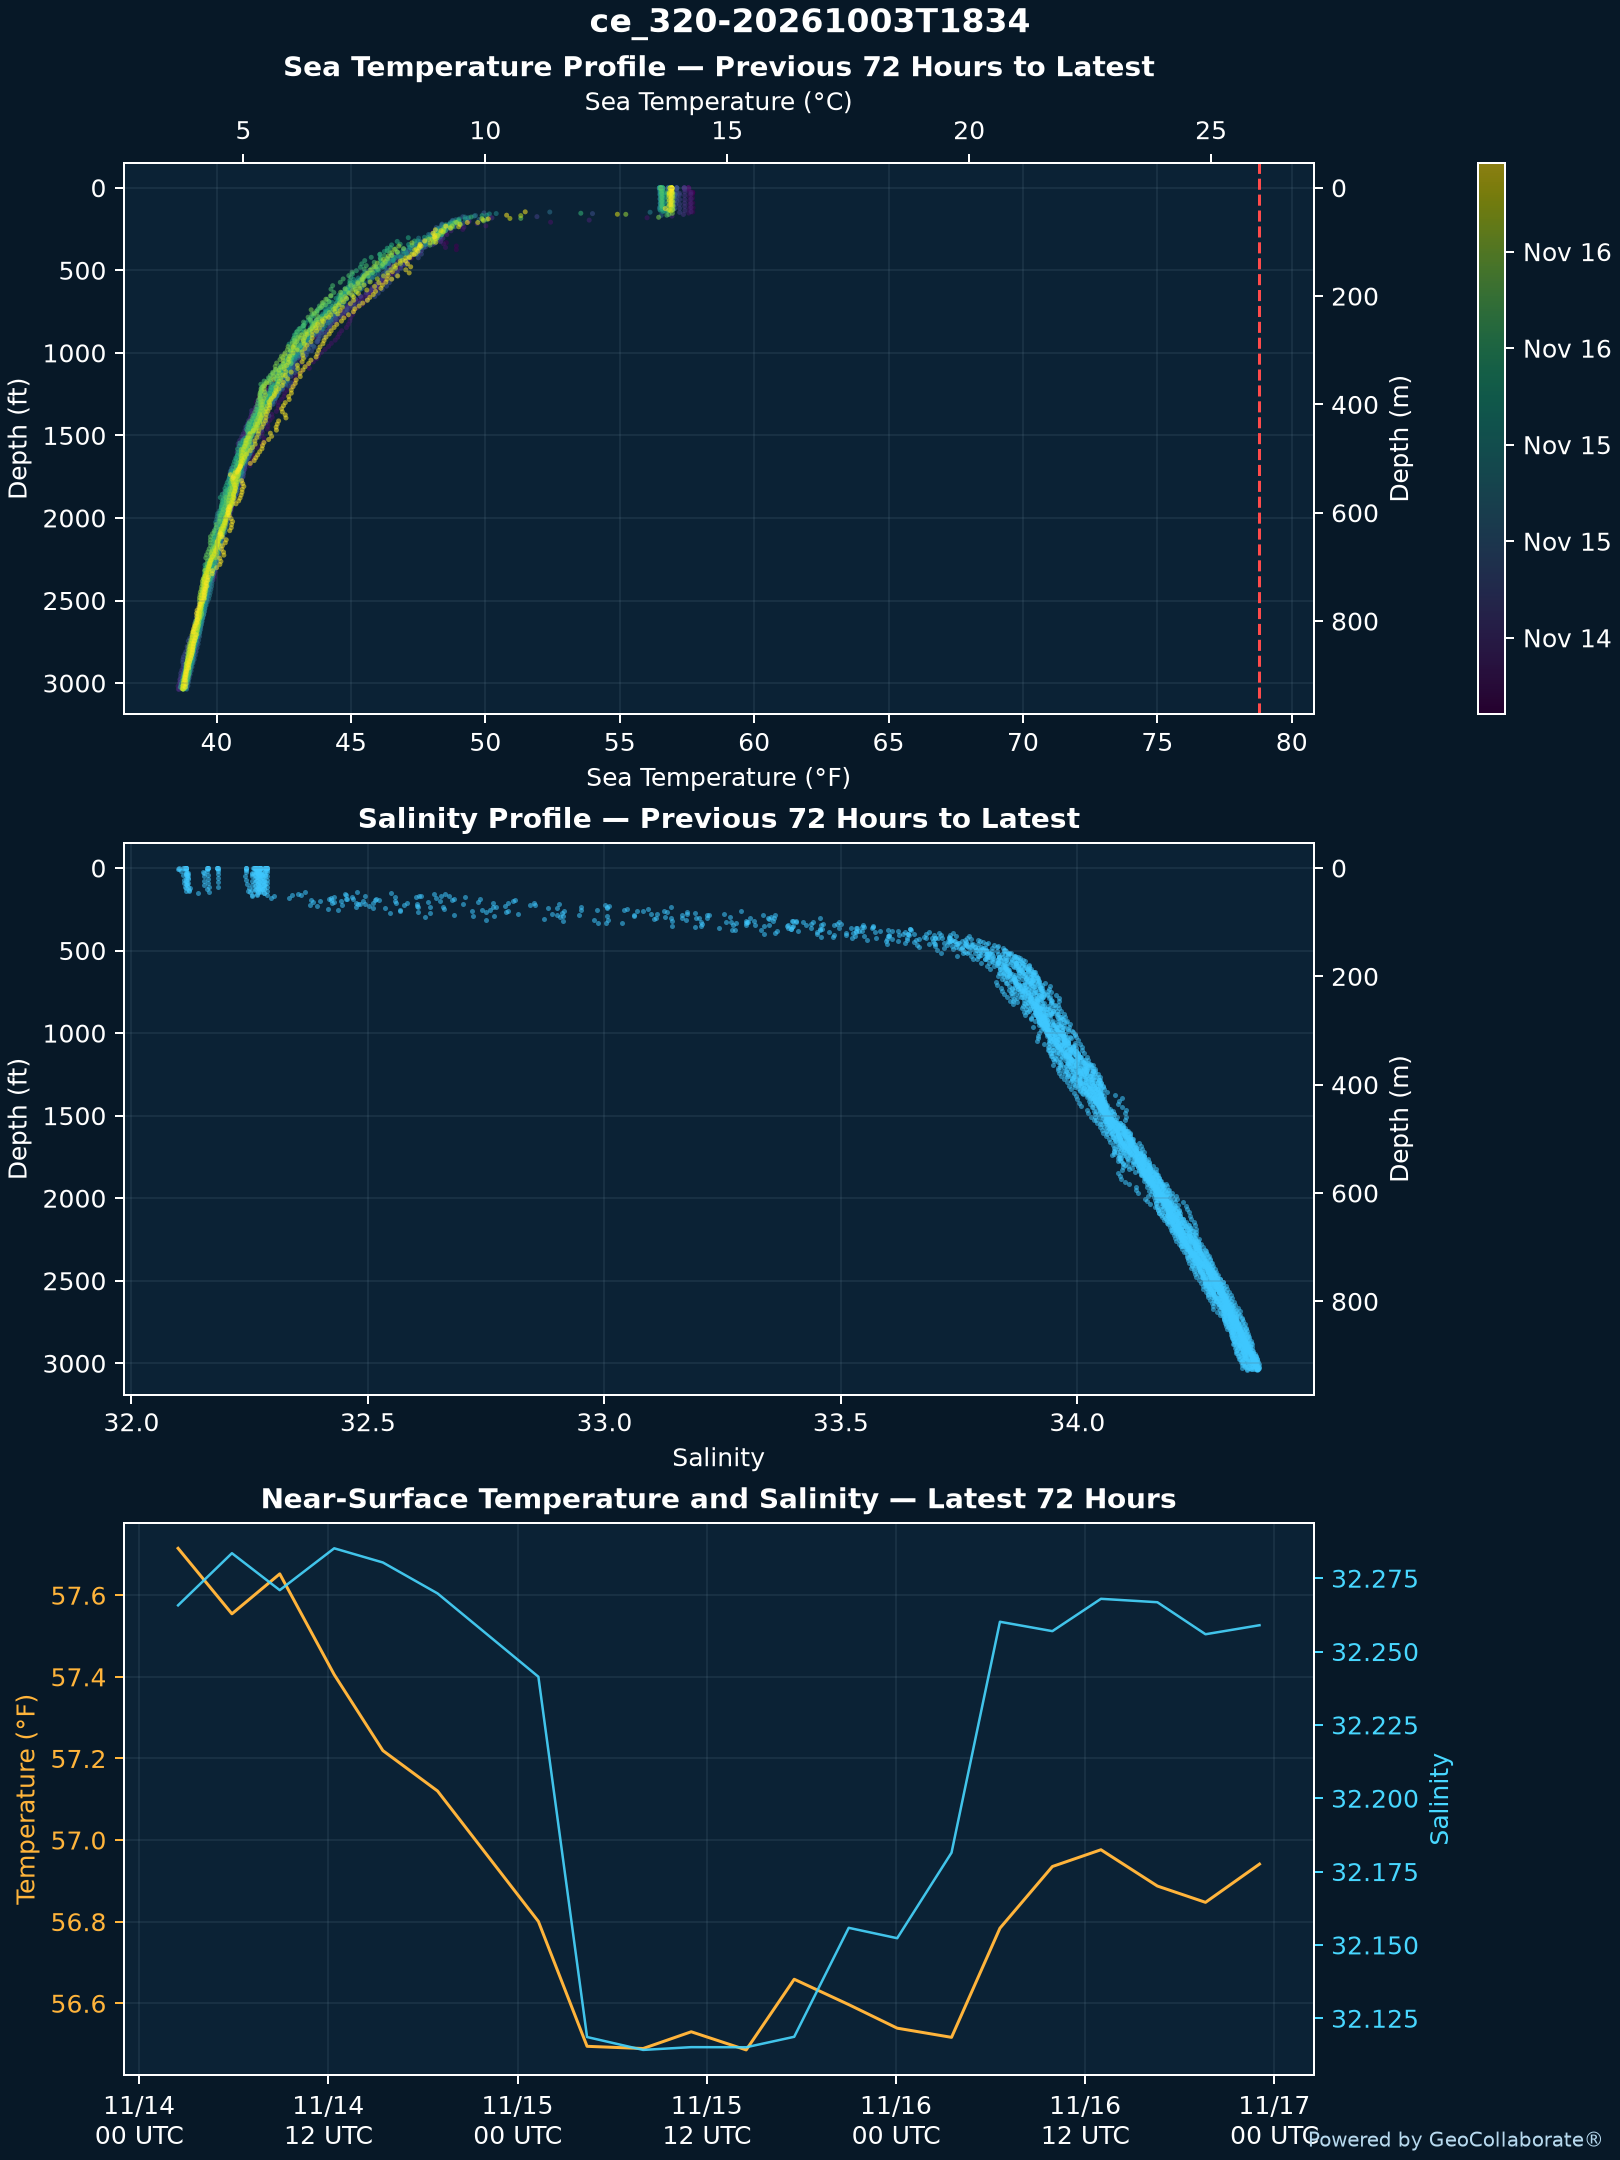 ce_320-20261003T1834
Sea Temperature Profile — Previous 72 Hours to Latest
Sea Temperature (°C)
5 10 15 20 25
0
500
1000
1500
2000
2500
3000
Depth (ft)
0
200
400
600
800
Depth (m)
Nov 16
Nov 16
Nov 15
Nov 15
Nov 14
40 45 50 55 60 65 70 75 80
Sea Temperature (°F)
Salinity Profile — Previous 72 Hours to Latest
0
500
1000
1500
2000
2500
3000
Depth (ft)
0
200
400
600
800
Depth (m)
32.0 32.5 33.0 33.5 34.0
Salinity
Near-Surface Temperature and Salinity — Latest 72 Hours
57.6
57.4
57.2
57.0
56.8
56.6
Temperature (°F)
32.275
32.250
32.225
32.200
32.175
32.150
32.125
Salinity
11/14 11/14 11/15 11/15 11/16 11/16 11/17
00 UTC 12 UTC 00 UTC 12 UTC 00 UTC 12 UTC 00 UTC
Powered by GeoCollaborate®